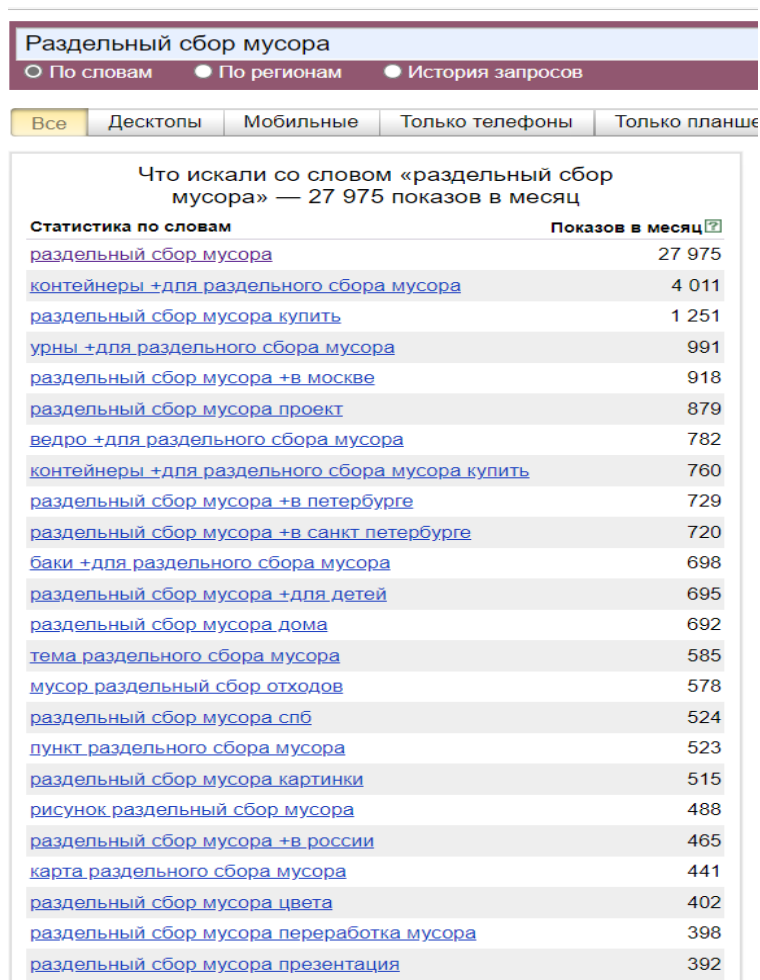 Раздельный сбор мусора
По словам По регионам История запросов
Все Десктопы Мобильные Только телефоны Только планше
Что искали со словом «раздельный сбор
мусора» — 27 975 показов в месяц
Статистика по словам Показов в месяц ?
раздельный сбор мусора 27 975
контейнеры +для раздельного сбора мусора 4 011
раздельный сбор мусора купить 1 251
урны +для раздельного сбора мусора 991
раздельный сбор мусора +в москве 918
раздельный сбор мусора проект 879
ведро +для раздельного сбора мусора 782
контейнеры +для раздельного сбора мусора купить 760
раздельный сбор мусора +в петербурге 729
раздельный сбор мусора +в санкт петербурге 720
баки +для раздельного сбора мусора 698
раздельный сбор мусора +для детей 695
раздельный сбор мусора дома 692
тема раздельного сбора мусора 585
мусор раздельный сбор отходов 578
раздельный сбор мусора спб 524
пункт раздельного сбора мусора 523
раздельный сбор мусора картинки 515
рисунок раздельный сбор мусора 488
раздельный сбор мусора +в россии 465
карта раздельного сбора мусора 441
раздельный сбор мусора цвета 402
раздельный сбор мусора переработка мусора 398
раздельный сбор мусора презентация 392